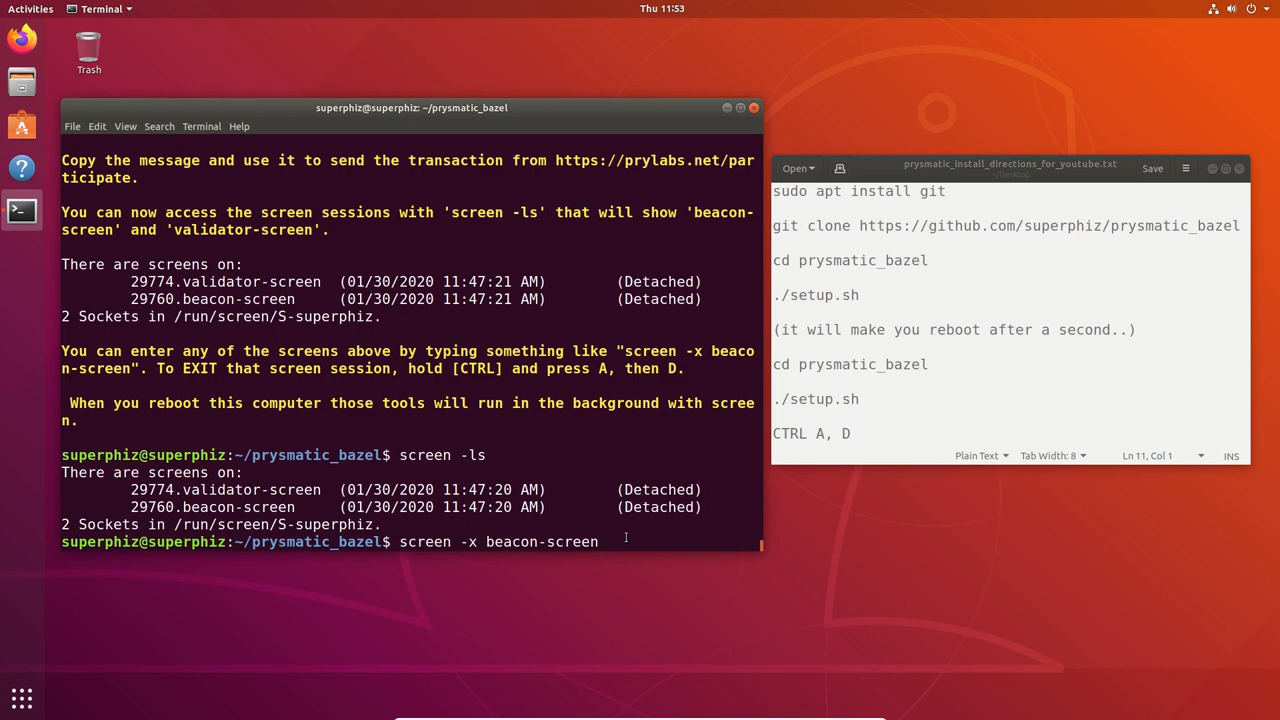 Activities Terminal Thu 11:53
Trash
superphiz@superphiz: ~/prysmatic_bazel
File Edit View Search Terminal Help
Copy the message and use it to send the transaction from https://prylabs.net/par
ticipate.
You can now access the screen sessions with 'screen -ls' that will show 'beacon-
screen' and 'validator-screen'.
There are screens on:
29774.validator-screen (01/30/2020 11:47:21 AM) (Detached)
29760.beacon-screen (01/30/2020 11:47:21 AM) (Detached)
2 Sockets in /run/screen/S-superphiz.
You can enter any of the screens above by typing something like "screen -x beaco
n-screen". To EXIT that screen session, hold [CTRL] and press A, then D.
When you reboot this computer those tools will run in the background with scree
n.
superphiz@superphiz:~/prysmatic_bazel$ screen -ls
There are screens on:
29774.validator-screen (01/30/2020 11:47:20 AM) (Detached)
29760.beacon-screen (01/30/2020 11:47:20 AM) (Detached)
2 Sockets in /run/screen/S-superphiz.
superphiz@superphiz:~/prysmatic_bazel$ screen -x beacon-screen
Open prysmatic_install_directions_for_youtube.txt Save
~/Desktop
sudo apt install git
git clone https://github.com/superphiz/prysmatic_bazel
cd prysmatic_bazel
./setup.sh
(it will make you reboot after a second..)
cd prysmatic_bazel
./setup.sh
CTRL A, D
Plain Text Tab Width: 8 Ln 11, Col 1 INS